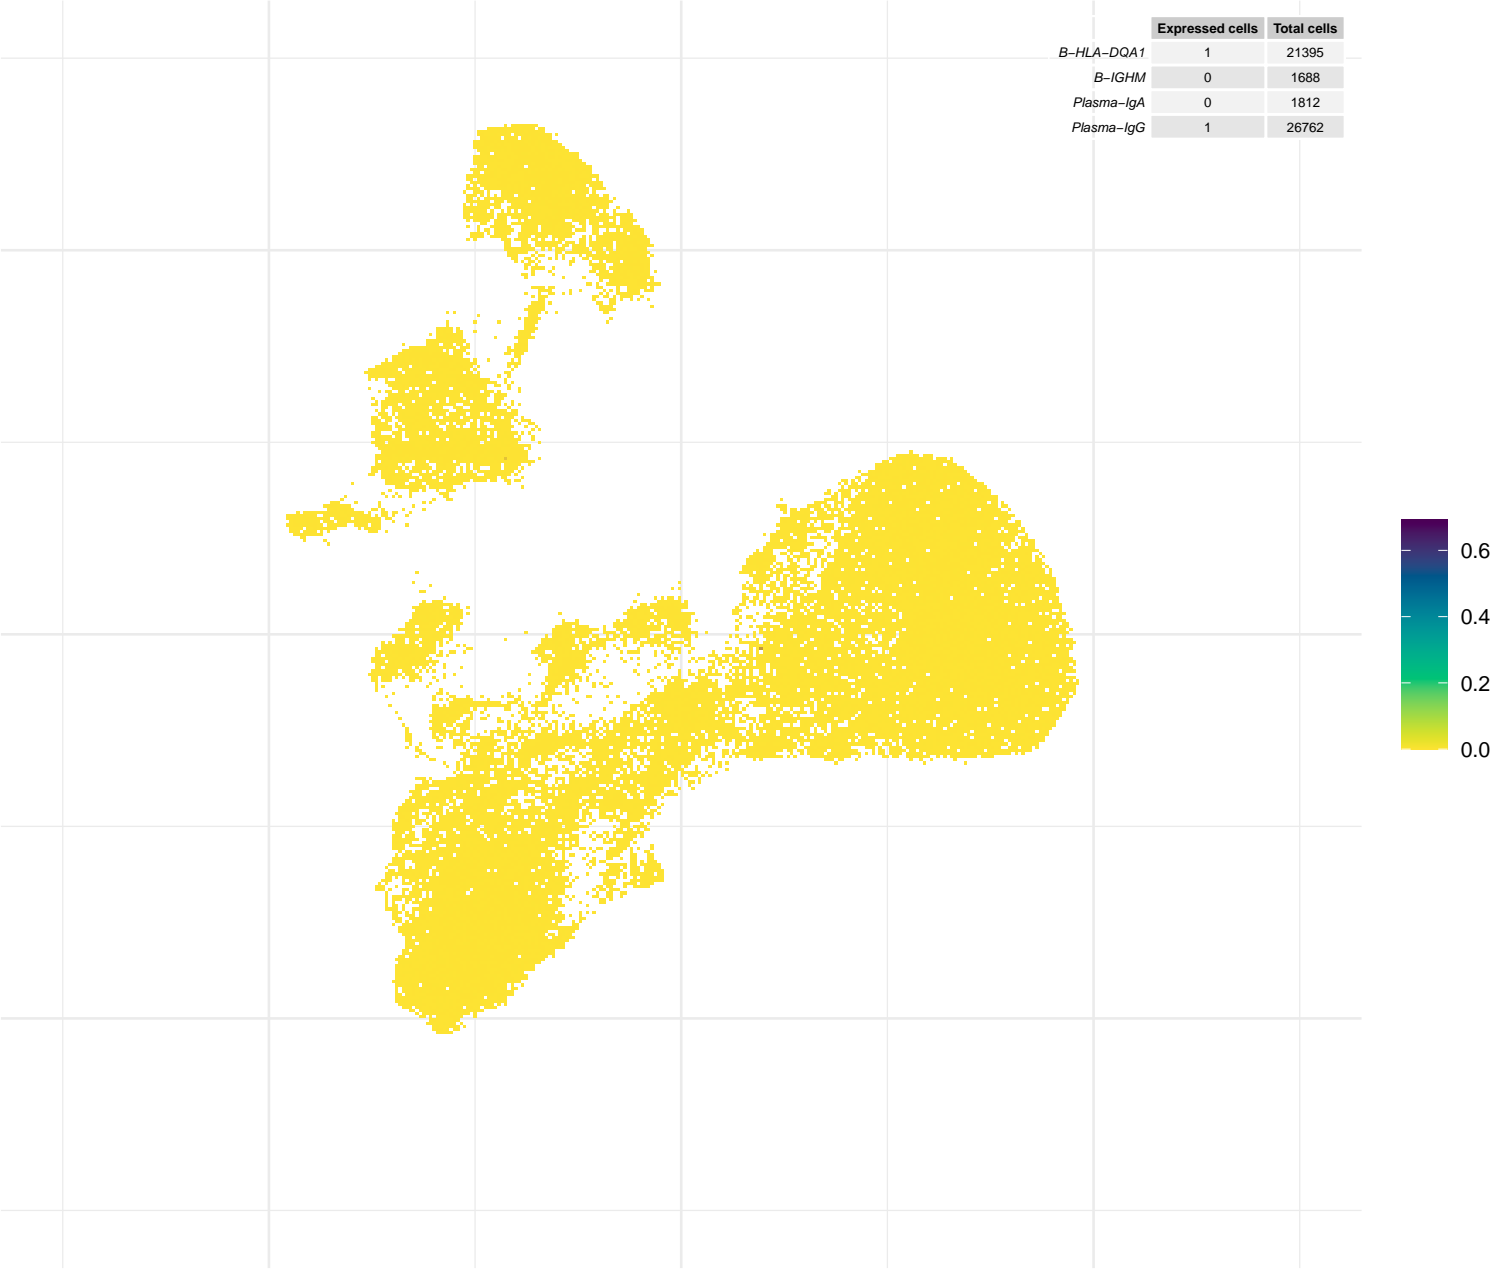 Expressed cells Total cells
B−HLA−DQA1 1 21395
B−IGHM 0 1688
Plasma−IgA 0 1812
Plasma−IgG 1 26762
0.6
0.4
0.2
0.0